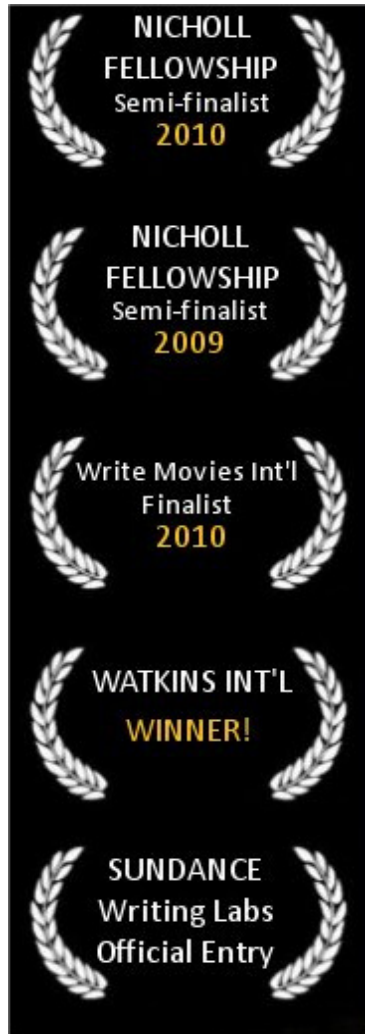 NICHOLL
FELLOWSHIP
Semi-finalist
2010
NICHOLL
FELLOWSHIP
Semi-finalist
2009
Write Movies Int'l
Finalist
2010
WATKINS INT'L
WINNER!
SUNDANCE
Writing Labs
Official Entry